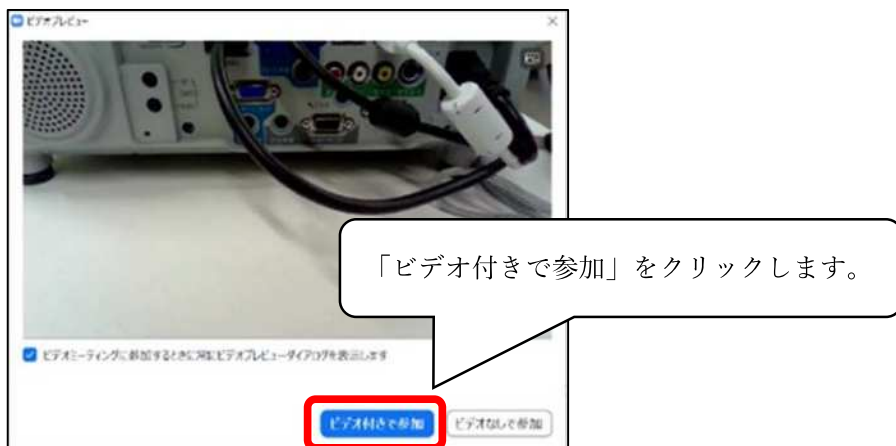 ビデオプレビュー
「ビデオ付きで参加」をクリックします。
ビデオミーティングに参加するときに常にビデオプレビューダイアログを表示します
ビデオ付きで参加
ビデオなしで参加